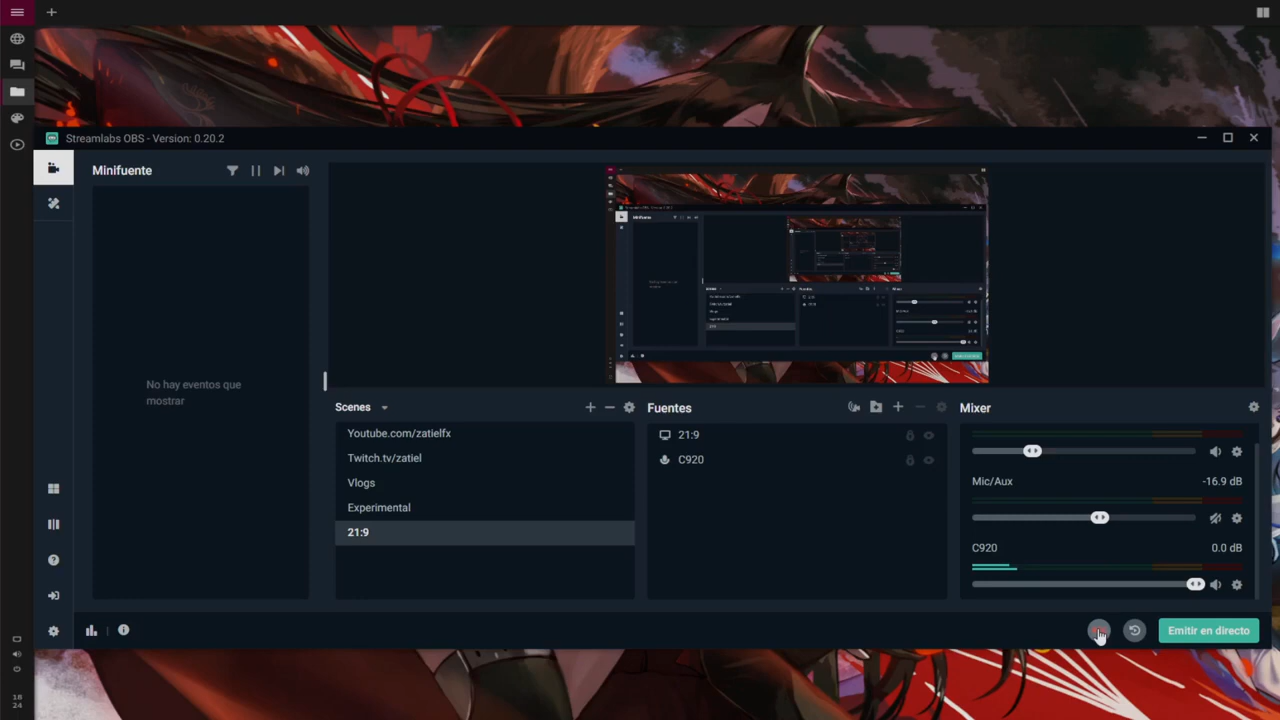 Streamlabs OBS - Version: 0.20.2
Minifuente
No hay eventos que
mostrar
Scenes
Youtube.com/zatielfx
Twitch.tv/zatiel
Vlogs
Experimental
21:9
Fuentes
21:9
C920
Mixer
Mic/Aux -16.9 dB
C920 0.0 dB
Emitir en directo
18
24